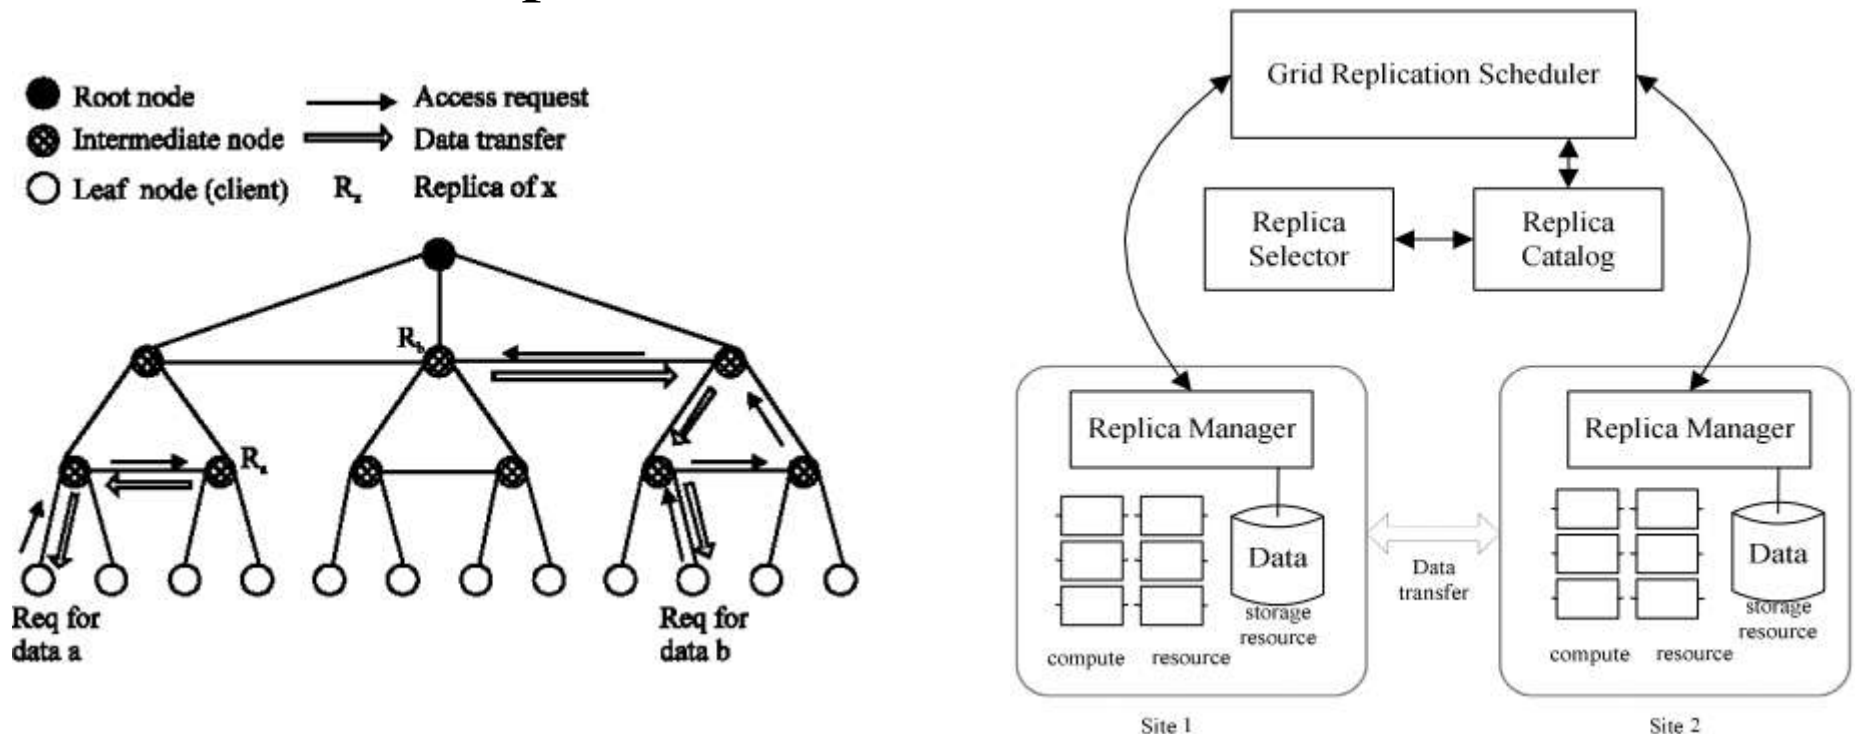 Root node
Access request
Intermediate node
Data transfer
Leaf node (client)
Rx
Replica of x
Rb
Ra
Req for
data a
Req for
data b
Grid Replication Scheduler
Replica
Selector
Replica
Catalog
Replica Manager
Data
storage
resource
compute resource
Site 1
Data
transfer
Replica Manager
Data
storage
resource
compute resource
Site 2